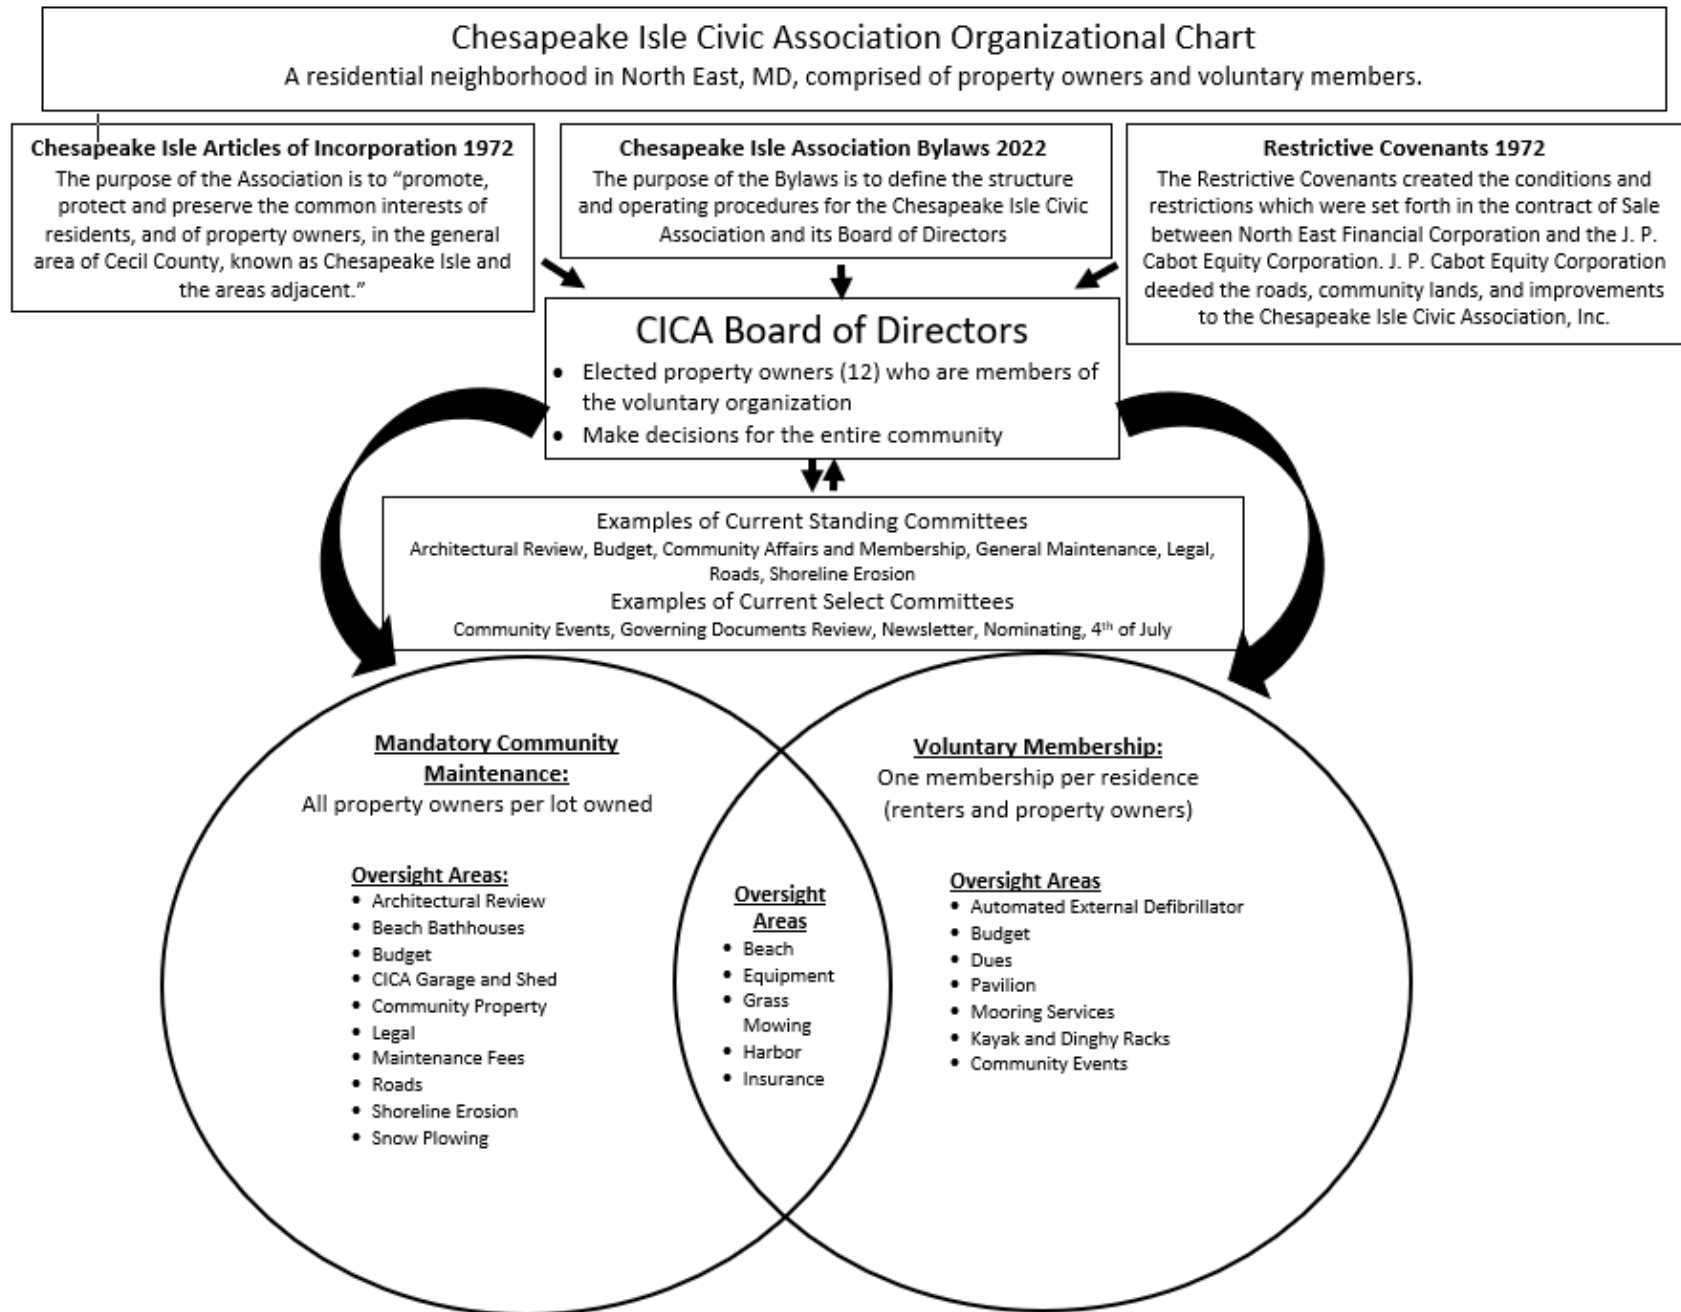 Chesapeake Isle Civic Association Organizational Chart
A residential neighborhood in North East, MD, comprised of property owners and voluntary members.
Chesapeake Isle Articles of Incorporation 1972
The purpose of the Association is to “promote,
protect and preserve the common interests of
residents, and of property owners, in the general
area of Cecil County, known as Chesapeake Isle and
the areas adjacent.”
Chesapeake Isle Association Bylaws 2022
The purpose of the Bylaws is to define the structure
and operating procedures for the Chesapeake Isle Civic
Association and its Board of Directors
Restrictive Covenants 1972
The Restrictive Covenants created the conditions and
restrictions which were set forth in the contract of Sale
between North East Financial Corporation and the J. P.
Cabot Equity Corporation. J. P. Cabot Equity Corporation
deeded the roads, community lands, and improvements
to the Chesapeake Isle Civic Association, Inc.
CICA Board of Directors
• Elected property owners (12) who are members of
the voluntary organization
• Make decisions for the entire community
Examples of Current Standing Committees
Architectural Review, Budget, Community Affairs and Membership, General Maintenance, Legal,
Roads, Shoreline Erosion
Examples of Current Select Committees
Community Events, Governing Documents Review, Newsletter, Nominating, 4th of July
Mandatory Community
Maintenance:
All property owners per lot owned
Oversight Areas:
• Architectural Review
• Beach Bathhouses
• Budget
• CICA Garage and Shed
• Community Property
• Legal
• Maintenance Fees
• Roads
• Shoreline Erosion
• Snow Plowing
Oversight
Areas
• Beach
• Equipment
• Grass
Mowing
• Harbor
• Insurance
Voluntary Membership:
One membership per residence
(renters and property owners)
Oversight Areas
• Automated External Defibrillator
• Budget
• Dues
• Pavilion
• Mooring Services
• Kayak and Dinghy Racks
• Community Events